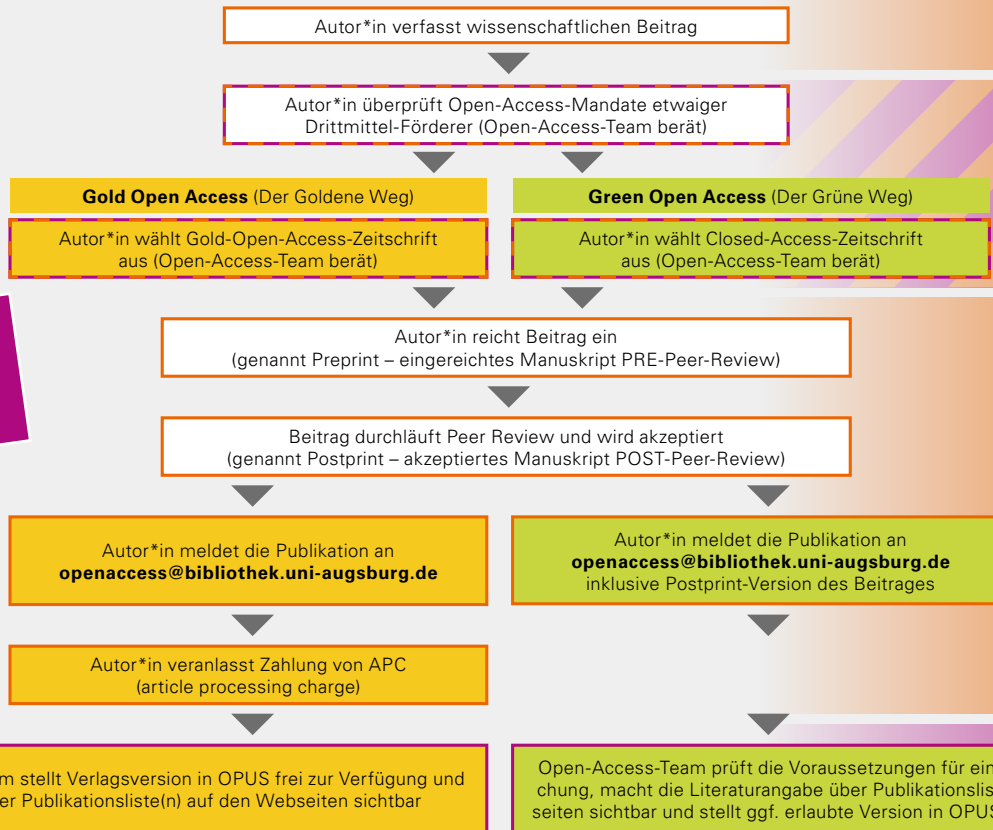 Autor*in verfasst wissenschaftlichen Beitrag
Autor*in überprüft Open-Access-Mandate etwaiger
Drittmittel-Förderer (Open-Access-Team berät)
Gold Open Access (Der Goldene Weg)
Autor*in wählt Gold-Open-Access-Zeitschrift
aus (Open-Access-Team berät)
Green Open Access (Der Grüne Weg)
Autor*in wählt Closed-Access-Zeitschrift
aus (Open-Access-Team berät)
Autor*in reicht Beitrag ein
(genannt Preprint – eingereichtes Manuskript PRE-Peer-Review)
Beitrag durchläuft Peer Review und wird akzeptiert
(genannt Postprint – akzeptiertes Manuskript POST-Peer-Review)
Autor*in meldet die Publikation an
openaccess@bibliothek.uni-augsburg.de
Autor*in meldet die Publikation an
openaccess@bibliothek.uni-augsburg.de
inklusive Postprint-Version des Beitrages
Autor*in veranlasst Zahlung von APC
(article processing charge)
m stellt Verlagsversion in OPUS frei zur Verfügung und
er Publikationsliste(n) auf den Webseiten sichtbar
Open-Access-Team prüft die Voraussetzungen für ein
chung, macht die Literaturangabe über Publikationslis
seiten sichtbar und stellt ggf. erlaubte Version in OPUS